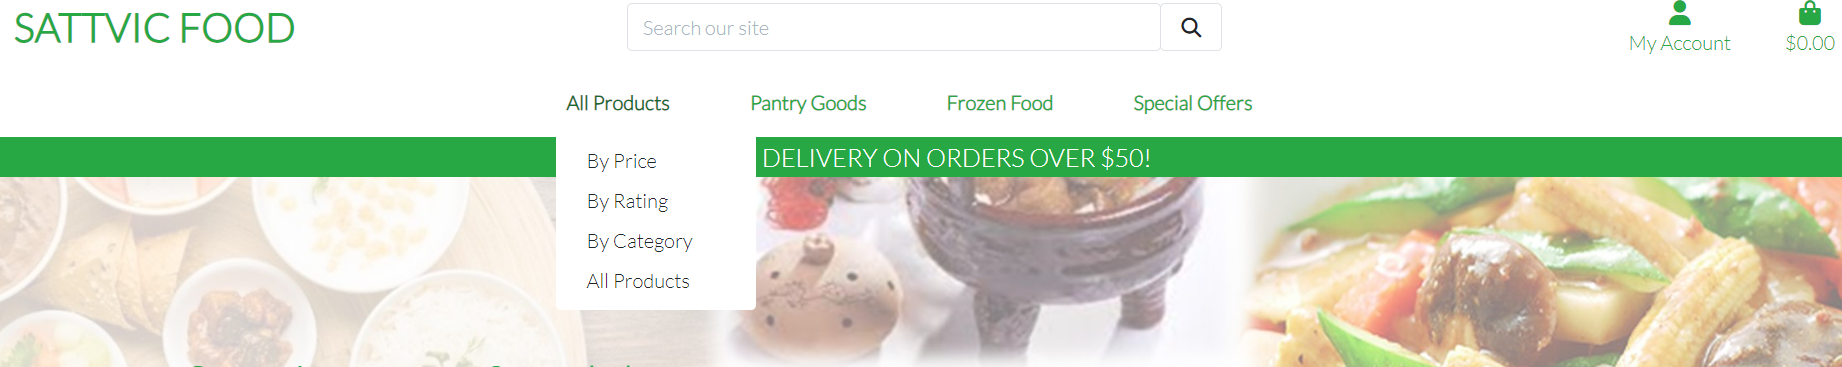 SATTVIC FOOD
Search our site
My Account
$0.00
All Products
Pantry Goods
Frozen Food
Special Offers
DELIVERY ON ORDERS OVER $50!
By Price
By Rating
By Category
All Products